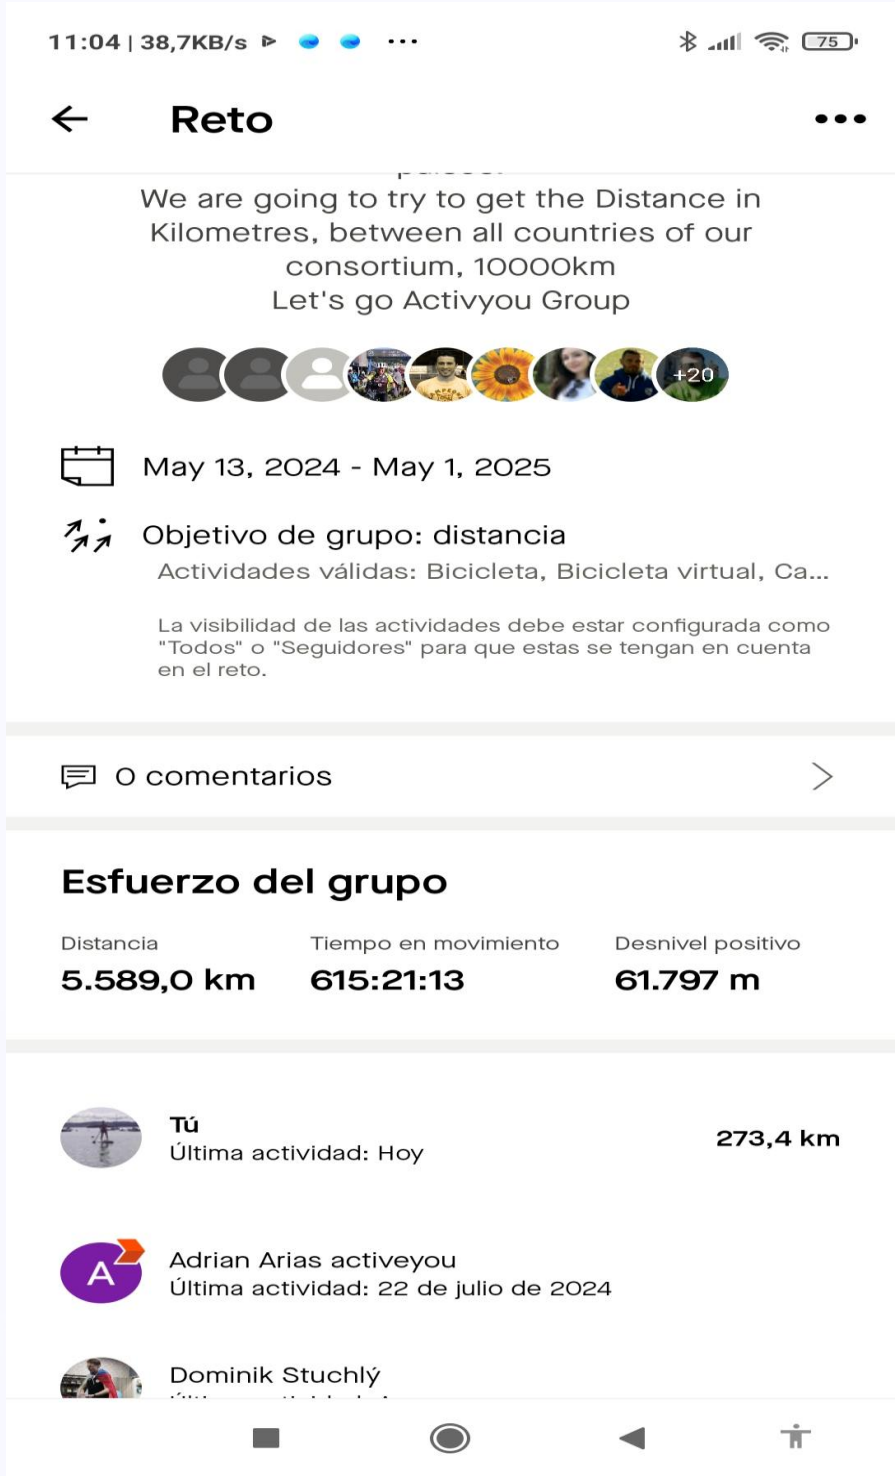 11:04 | 38,7KB/s
75
Reto
We are going to try to get the Distance in
Kilometres, between all countries of our
consortium, 10000km
Let's go Activyou Group
+20
May 13, 2024 - May 1, 2025
Objetivo de grupo: distancia
Actividades válidas: Bicicleta, Bicicleta virtual, Ca...
La visibilidad de las actividades debe estar configurada como
"Todos" o "Seguidores" para que estas se tengan en cuenta
en el reto.
0 comentarios
Esfuerzo del grupo
Distancia
5.589,0 km
Tiempo en movimiento
615:21:13
Desnivel positivo
61.797 m
Tú
Última actividad: Hoy
273,4 km
A
Adrian Arias activeyou
Última actividad: 22 de julio de 2024
Dominik Stuchlý